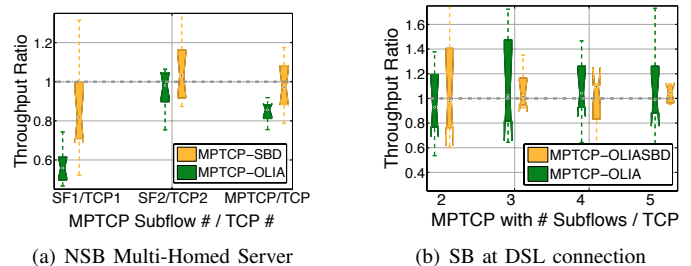 Throughput Ratio
1.2
1
0.8
0.6
MPTCP−SBD
MPTCP−OLIA
SF1/TCP1 SF2/TCP2 MPTCP/TCP
MPTCP Subflow # / TCP #
(a) NSB Multi-Homed Server
Throughput Ratio
1.6
1.4
1.2
1.0
0.8
0.6
0.4
MPTCP−OLIASBD
MPTCP−OLIA
2 3 4 5
MPTCP with # Subflows / TCP
(b) SB at DSL connection